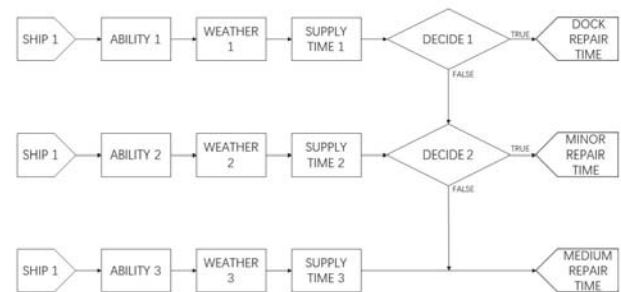 SHIP 1
ABILITY 1
WEATHER
1
SUPPLY
TIME 1
DECIDE 1
TRUE
DOCK
REPAIR
TIME
FALSE
SHIP 1
ABILITY 2
WEATHER
2
SUPPLY
TIME 2
DECIDE 2
TRUE
MINOR
REPAIR
TIME
FALSE
SHIP 1
ABILITY 3
WEATHER
3
SUPPLY
TIME 3
MEDIUM
REPAIR
TIME